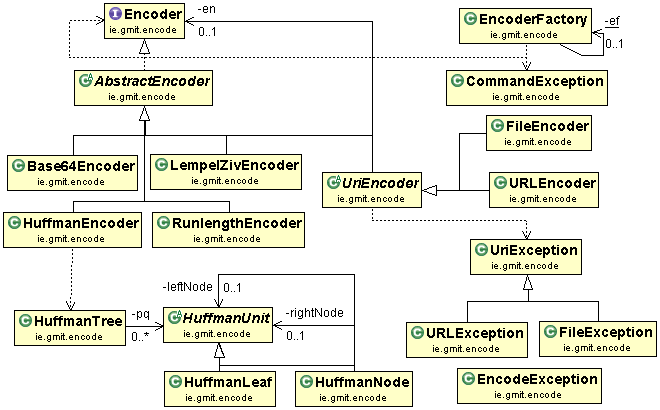 I Encoder
ie.gmit.encode
-en
0..1
C EncoderFactory
ie.gmit.encode
-ef
0..1
C A AbstractEncoder
ie.gmit.encode
C CommandException
ie.gmit.encode
C FileEncoder
ie.gmit.encode
C Base64Encoder
ie.gmit.encode
C LempelZivEncoder
ie.gmit.encode
C A UriEncoder
ie.gmit.encode
C URLEncoder
ie.gmit.encode
C HuffmanEncoder
ie.gmit.encode
C RunlengthEncoder
ie.gmit.encode
C UriException
ie.gmit.encode
-leftNode
0..1
C HuffmanTree
ie.gmit.encode
-pq
0..*
C A HuffmanUnit
ie.gmit.encode
-rightNode
0..1
C URLException
ie.gmit.encode
C FileException
ie.gmit.encode
C HuffmanLeaf
ie.gmit.encode
C HuffmanNode
ie.gmit.encode
C EncodeException
ie.gmit.encode